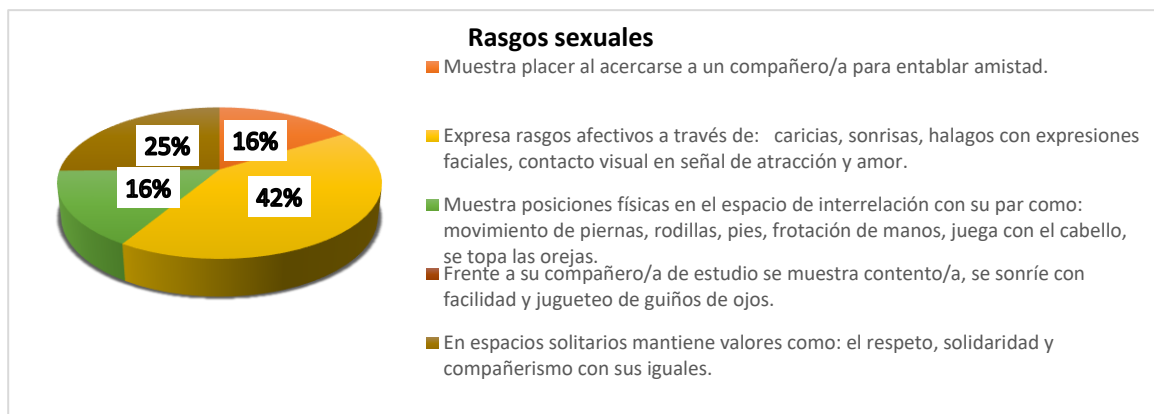 Rasgos sexuales
Muestra placer al acercarse a un compañero/a para entablar amistad.
Expresa rasgos afectivos a través de: caricias, sonrisas, halagos con expresiones
faciales, contacto visual en señal de atracción y amor.
Muestra posiciones físicas en el espacio de interrelación con su par como:
movimiento de piernas, rodillas, pies, frotación de manos, juega con el cabello,
se topa las orejas.
Frente a su compañero/a de estudio se muestra contento/a, se sonríe con
facilidad y jugueteo de guiños de ojos.
En espacios solitarios mantiene valores como: el respeto, solidaridad y
compañerismo con sus iguales.
25%
16%
16%
42%